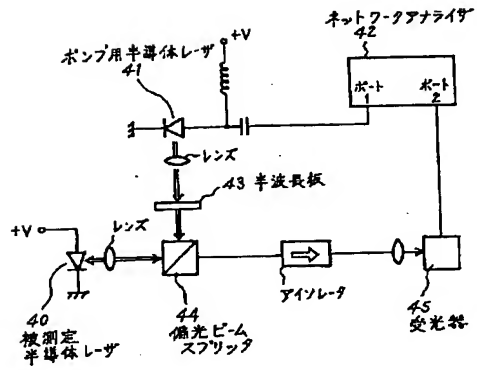 ネットワークアナライザ
42
+V
ポンプ用半導体レーザ
41
ポート
1
ポート
2
レンズ
43 半波長板
+V
レンズ
アイソレータ
40
被測定
半導体レーザ
44
偏光ビーム
スプリッタ
45
受光器